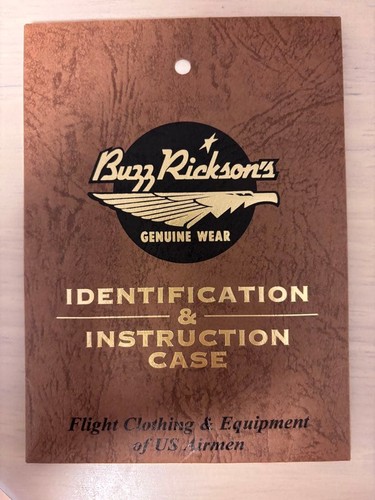 Buzz Rickson's
GENUINE WEAR
IDENTIFICATION
&
INSTRUCTION
CASE
Flight Clothing & Equipment
of US Airmen